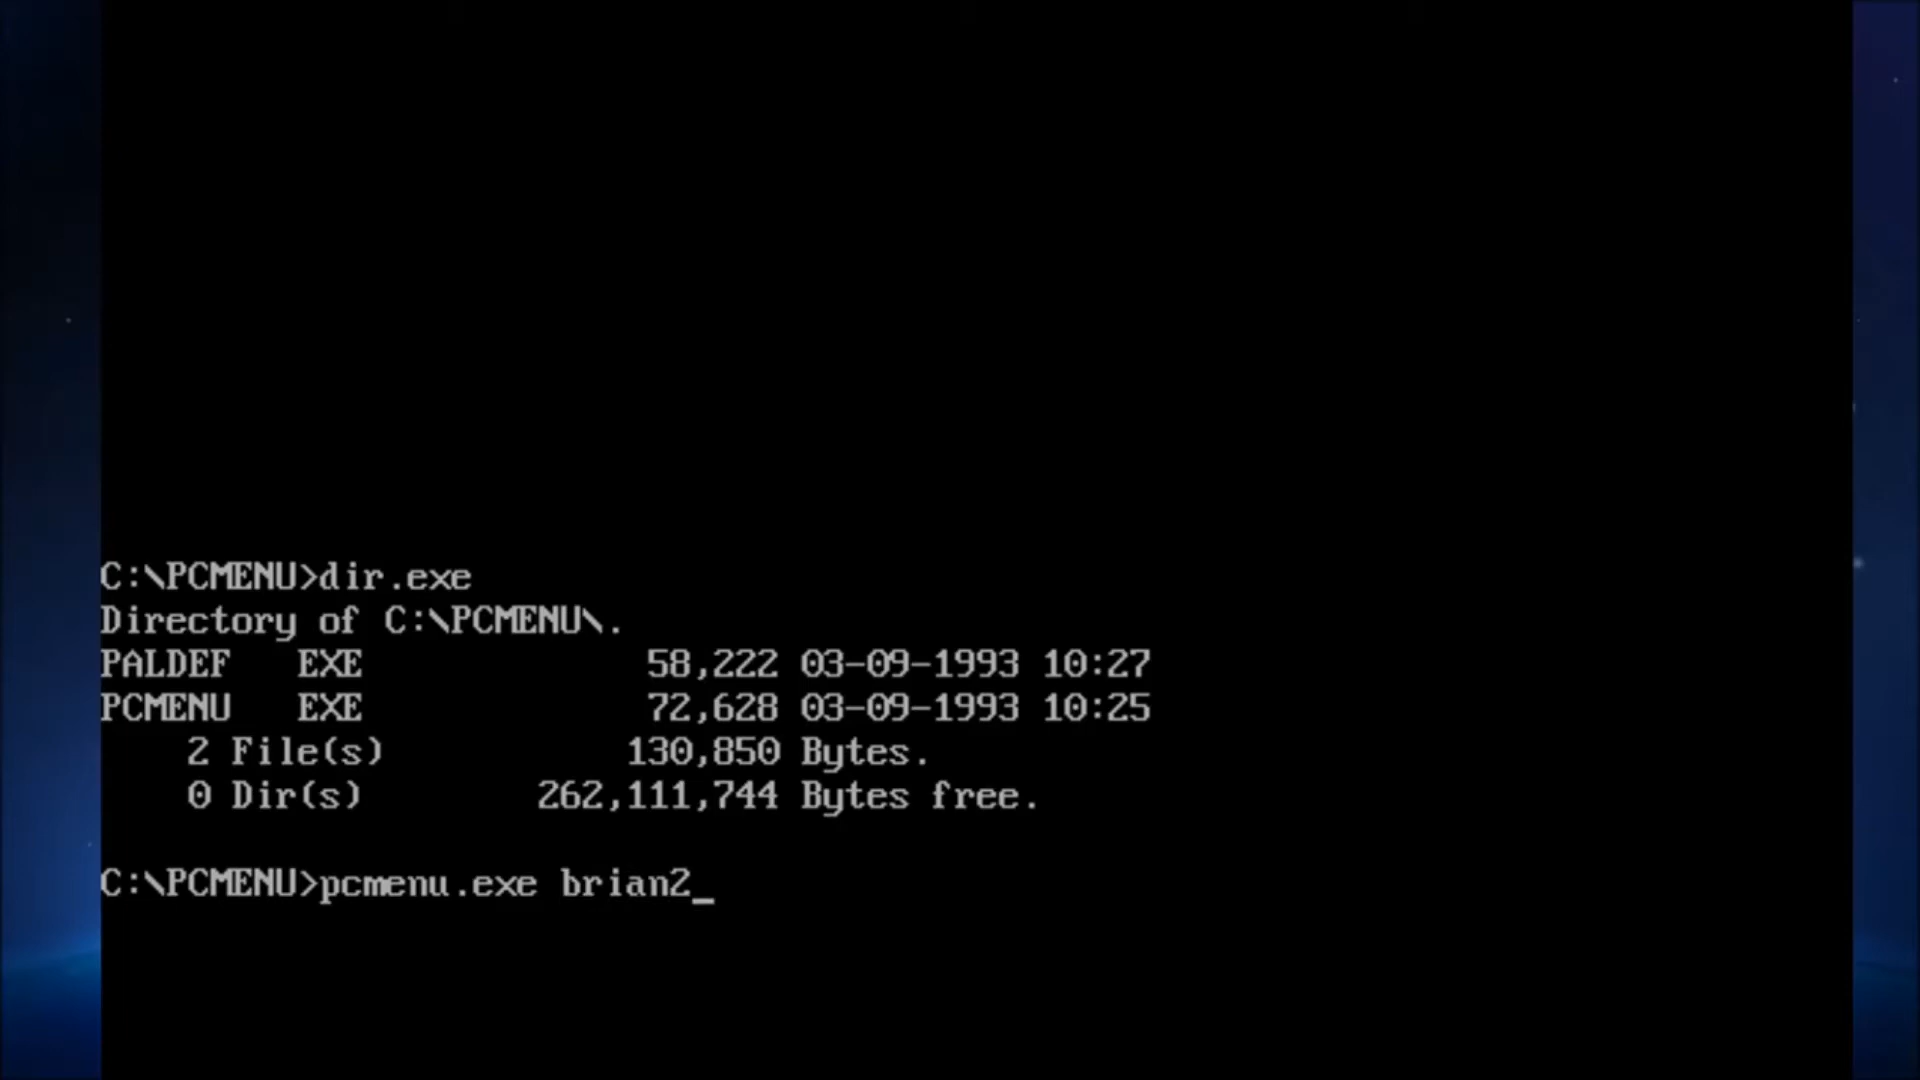 C:\PCMENU>dir.exe
Directory of C:\PCMENU\.
PALDEF   EXE             58,222 03-09-1993 10:27
PCMENU   EXE             72,628 03-09-1993 10:25
    2 File(s)           130,850 Bytes.
    0 Dir(s)        262,111,744 Bytes free.
C:\PCMENU>pcmenu.exe brian2_